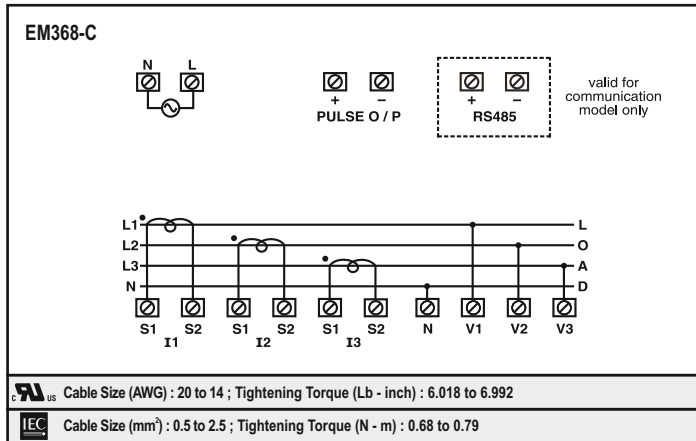 EM368-C
N L
+ −
PULSE O / P
+ −
RS485
valid for
communication
model only
L1 L
L2 O
L3 A
N D
S1 S2 S1 S2 S1 S2 N V1 V2 V3
I1 I2 I3
c RU US Cable Size (AWG) : 20 to 14 ; Tightening Torque (Lb - inch) : 6.018 to 6.992
IEC Cable Size (mm²) : 0.5 to 2.5 ; Tightening Torque (N - m) : 0.68 to 0.79